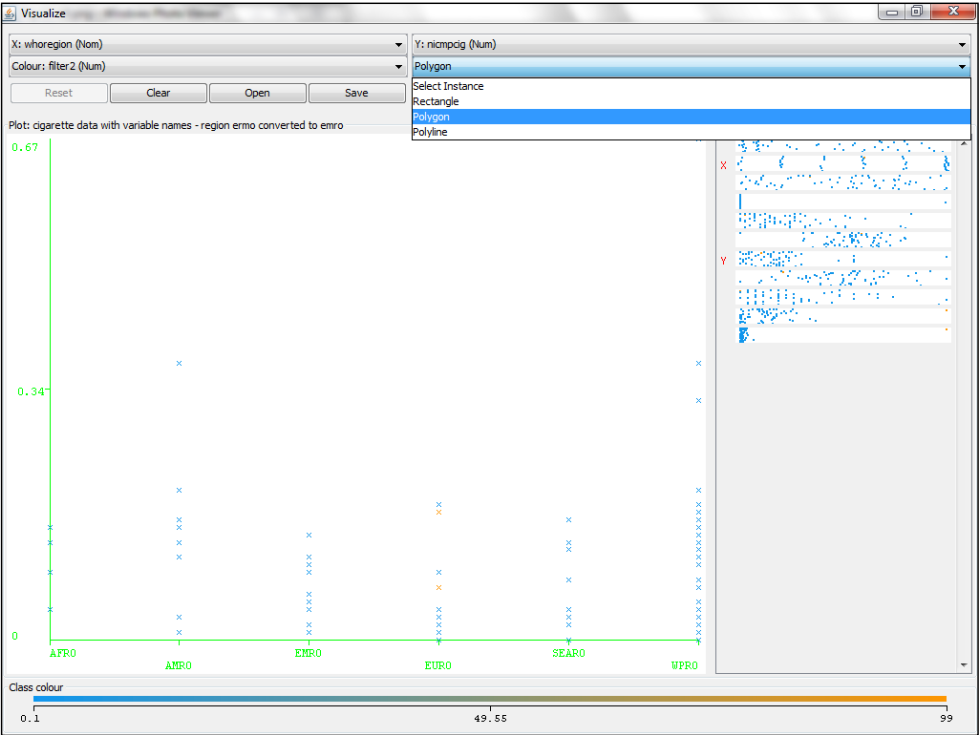 Visualize
X: whoregion (Nom)
Y: nicmpcig (Num)
Colour: filter2 (Num)
Polygon
Reset
Clear
Open
Save
Select Instance
Rectangle
Polygon
Polyline
Plot: cigarette data with variable names - region ermo converted to emro
0.67
X
Y
0.34
0
AFRO
AMRO
EMRO
EURO
SEARO
WPRO
Class colour
0.1
49.55
99